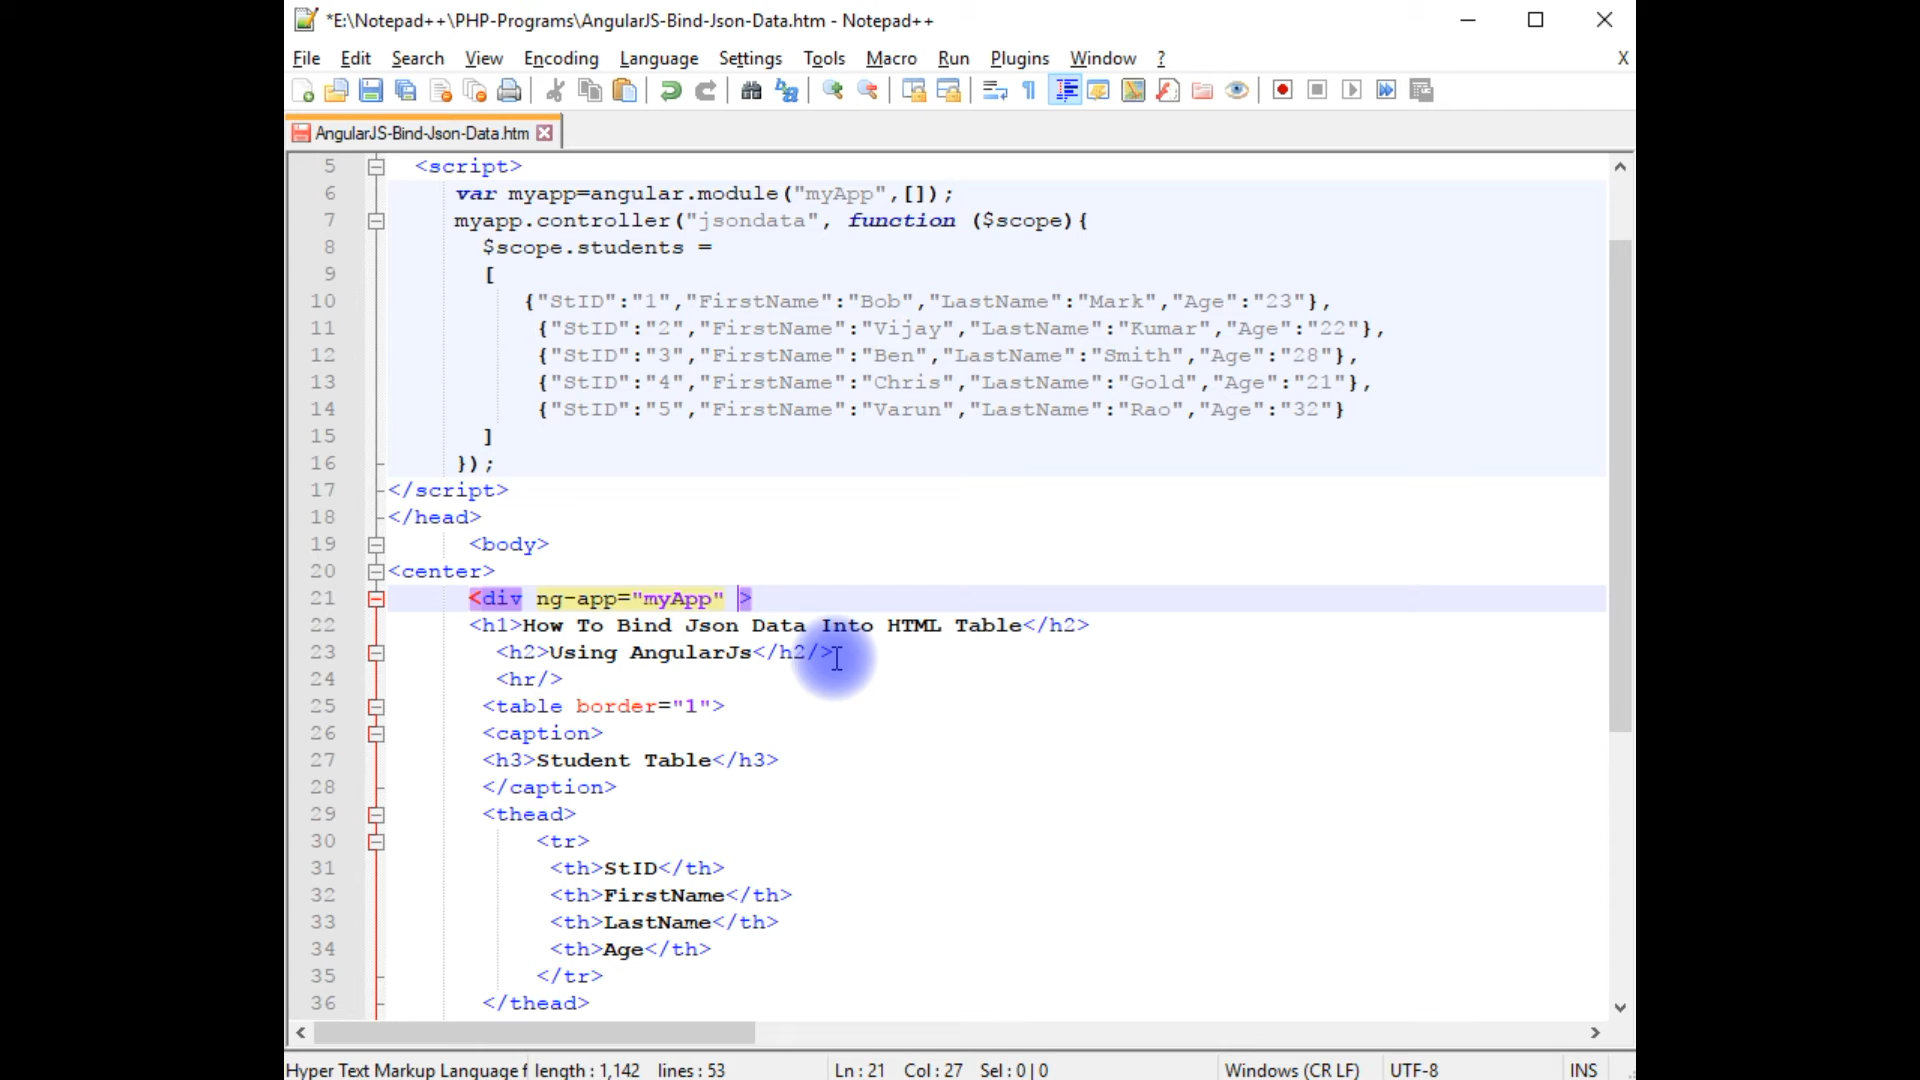 *E:\Notepad++\PHP-Programs\AngularJS-Bind-Json-Data.htm - Notepad++
File Edit Search View Encoding Language Settings Tools Macro Run Plugins Window ? X
AngularJS-Bind-Json-Data.htm
5 <script>
6 var myapp=angular.module("myApp",[]);
7 myapp.controller("jsondata", function ($scope){
8 $scope.students =
9 [
10 {"StID":"1","FirstName":"Bob","LastName":"Mark","Age":"23"},
11 {"StID":"2","FirstName":"Vijay","LastName":"Kumar","Age":"22"},
12 {"StID":"3","FirstName":"Ben","LastName":"Smith","Age":"28"},
13 {"StID":"4","FirstName":"Chris","LastName":"Gold","Age":"21"},
14 {"StID":"5","FirstName":"Varun","LastName":"Rao","Age":"32"}
15 ]
16 });
17 </script>
18 </head>
19 <body>
20 <center>
21 <div ng-app="myApp" >
22 <h1>How To Bind Json Data Into HTML Table</h2>
23 <h2>Using AngularJs</h2/>
24 <hr/>
25 <table border="1">
26 <caption>
27 <h3>Student Table</h3>
28 </caption>
29 <thead>
30 <tr>
31 <th>StID</th>
32 <th>FirstName</th>
33 <th>LastName</th>
34 <th>Age</th>
35 </tr>
36 </thead>
Hyper Text Markup Language f length : 1,142 lines : 53 Ln : 21 Col : 27 Sel : 0 | 0 Windows (CR LF) UTF-8 INS